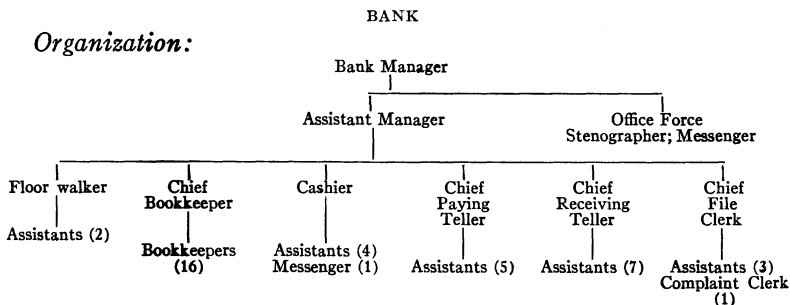 BANK
Organization:
Bank Manager
Assistant Manager
Office Force
Stenographer; Messenger
Floor walker
Assistants (2)
Chief
Bookkeeper
Bookkeepers
(16)
Cashier
Assistants (4)
Messenger (1)
Chief
Paying
Teller
Assistants (5)
Chief
Receiving
Teller
Assistants (7)
Chief
File
Clerk
Assistants (3)
Complaint Clerk
(1)